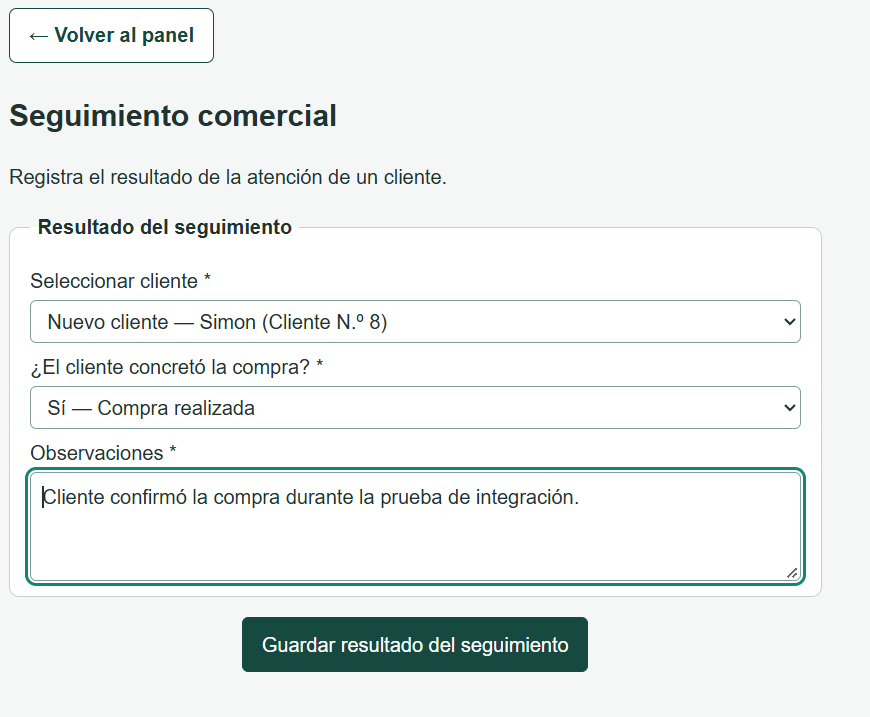 ← Volver al panel
Seguimiento comercial
Registra el resultado de la atención de un cliente.
Resultado del seguimiento
Seleccionar cliente *
Nuevo cliente — Simon (Cliente N.º 8)
¿El cliente concretó la compra? *
Sí — Compra realizada
Observaciones *
Cliente confirmó la compra durante la prueba de integración.
Guardar resultado del seguimiento